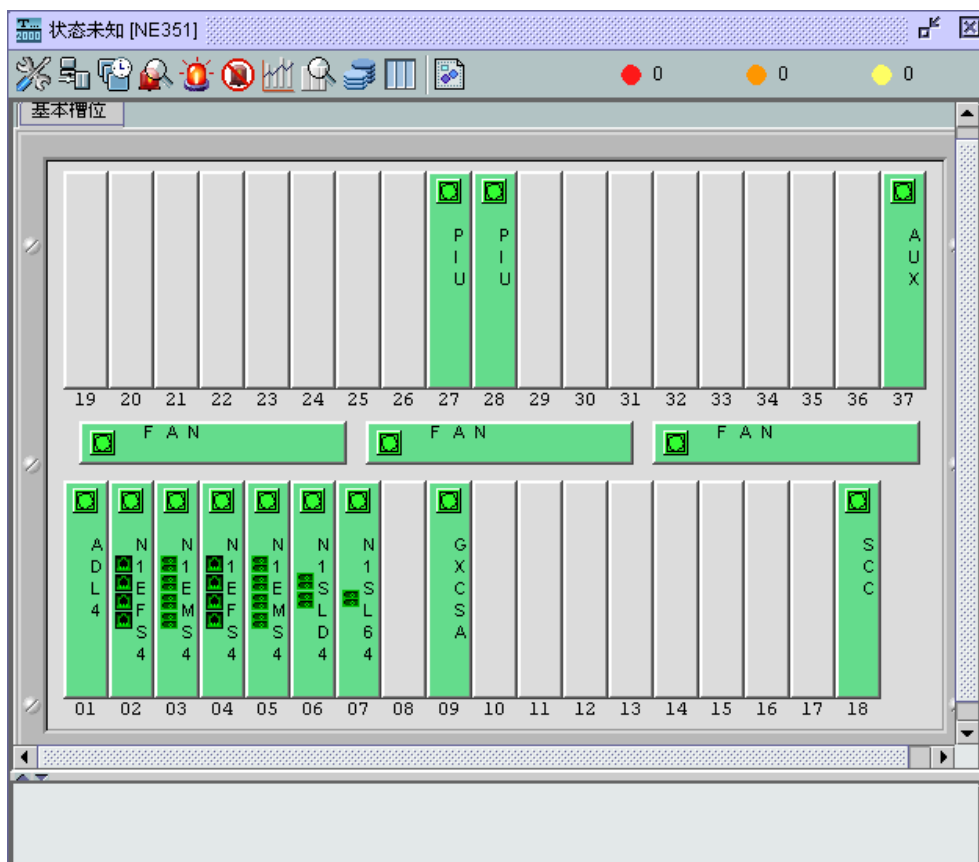 T...
2000 状态未知 [NE351]
0 0 0
基本槽位
PIU PIU AUX
19 20 21 22 23 24 25 26 27 28 29 30 31 32 33 34 35 36 37
FAN FAN FAN
ADL4 N1EFS4 N1EMS4 N1EFS4 N1EMS4 N1SLD4 N1SL64 GXCSA SCC
01 02 03 04 05 06 07 08 09 10 11 12 13 14 15 16 17 18